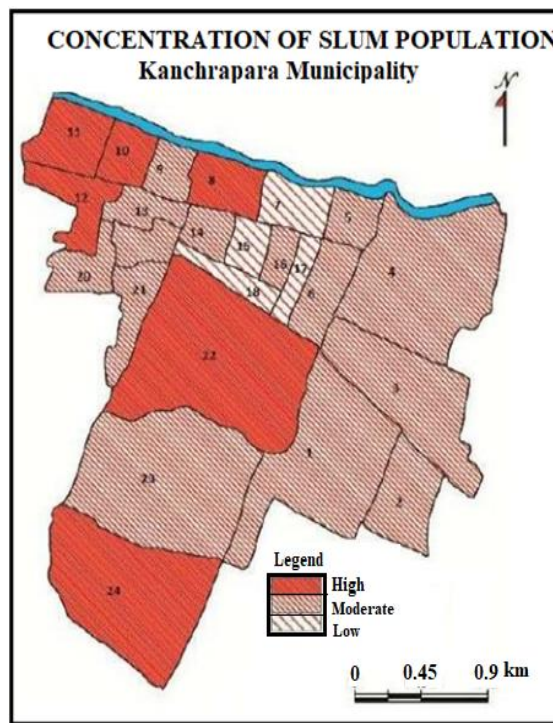 CONCENTRATION OF SLUM POPULATION
Kanchrapara Municipality
N
11
10
9
8
7
5
12
13
14
15
16
17
4
20
21
18
6
22
3
1
23
2
24
Legend
High
Moderate
Low
0 0.45 0.9 km